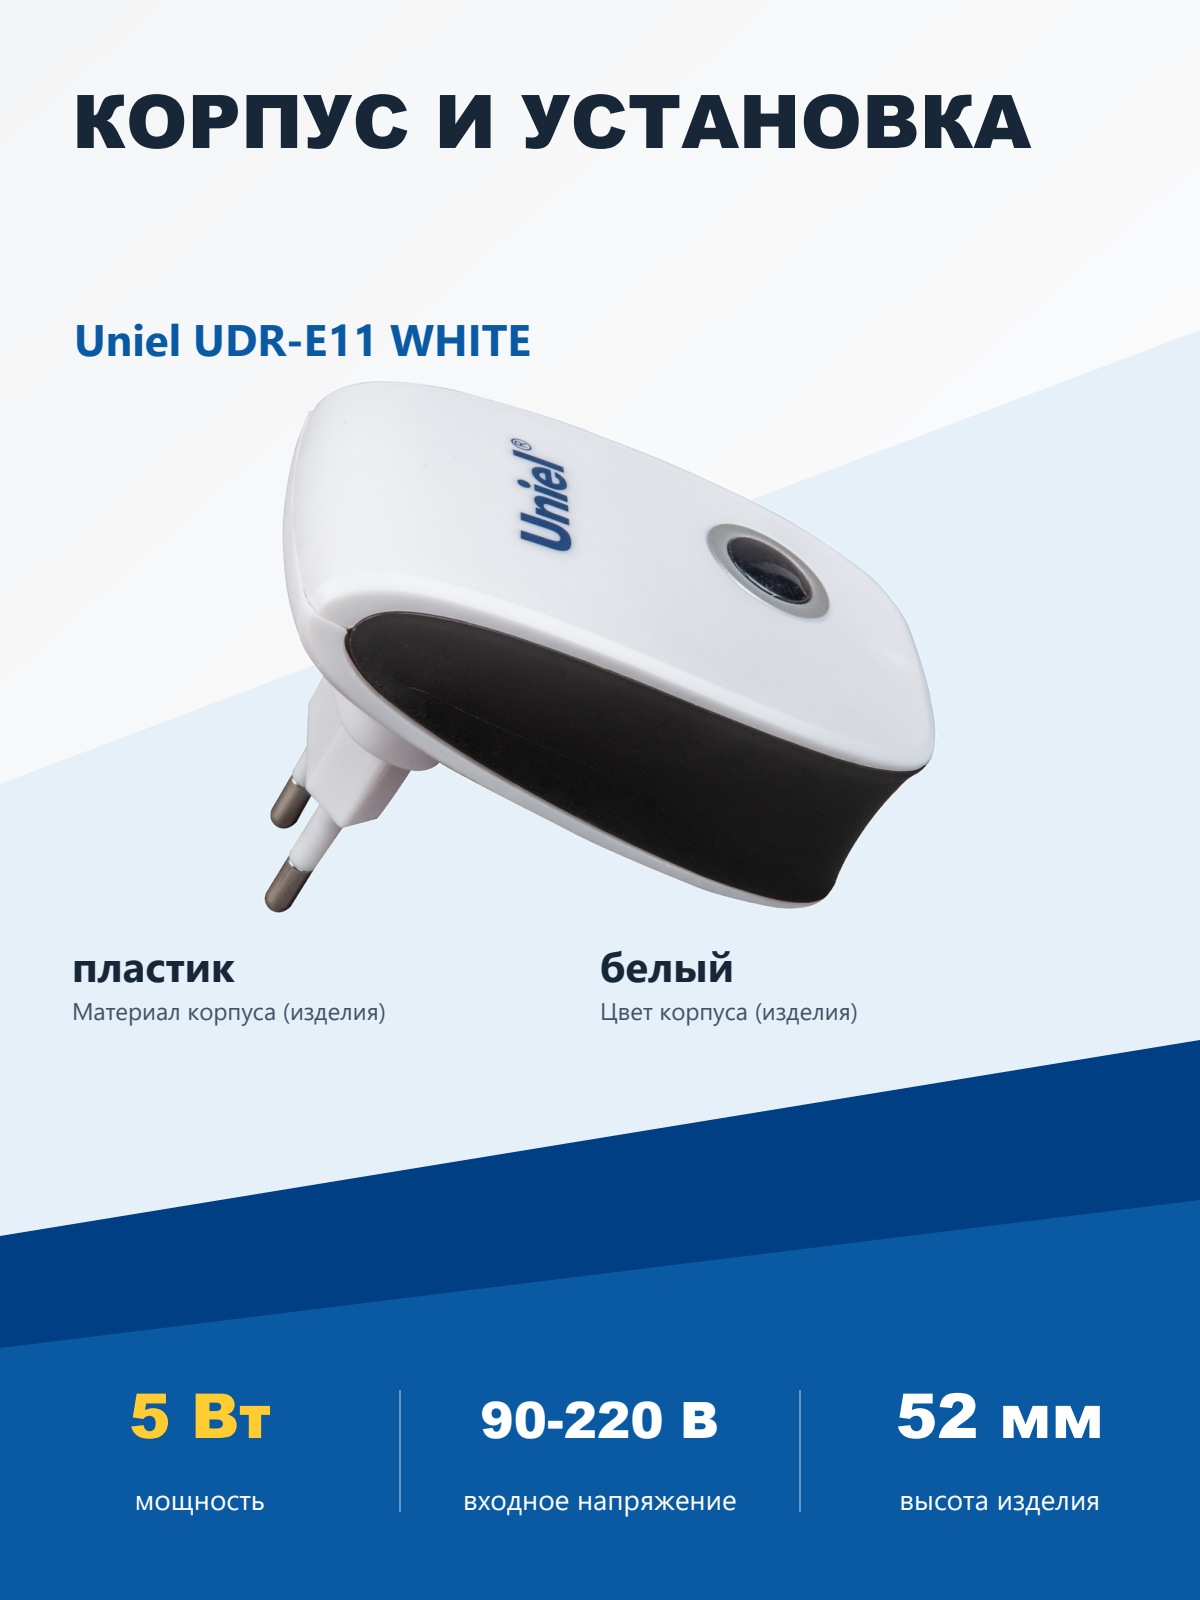 КОРПУС И УСТАНОВКА
Uniel UDR-E11 WHITE
Uniel®
пластик
Материал корпуса (изделия)
белый
Цвет корпуса (изделия)
5 Вт
мощность
90-220 В
входное напряжение
52 мм
высота изделия